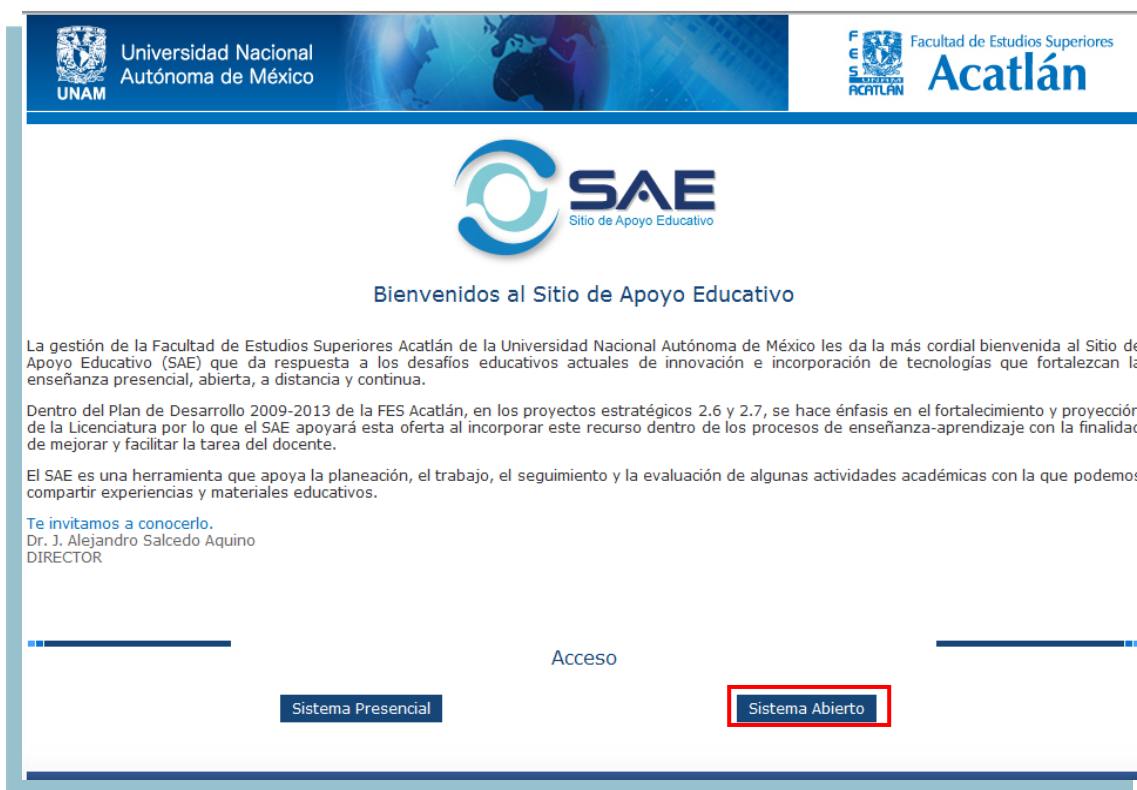 Universidad Nacional
Autónoma de México
UNAM
FES
UNAM
ACATLÁN
Facultad de Estudios Superiores
Acatlán
SAE
Sitio de Apoyo Educativo
Bienvenidos al Sitio de Apoyo Educativo
La gestión de la Facultad de Estudios Superiores Acatlán de la Universidad Nacional Autónoma de México les da la más cordial bienvenida al Sitio de
Apoyo Educativo (SAE) que da respuesta a los desafíos educativos actuales de innovación e incorporación de tecnologías que fortalezcan la
enseñanza presencial, abierta, a distancia y continua.
Dentro del Plan de Desarrollo 2009-2013 de la FES Acatlán, en los proyectos estratégicos 2.6 y 2.7, se hace énfasis en el fortalecimiento y proyección
de la Licenciatura por lo que el SAE apoyará esta oferta al incorporar este recurso dentro de los procesos de enseñanza-aprendizaje con la finalidad
de mejorar y facilitar la tarea del docente.
El SAE es una herramienta que apoya la planeación, el trabajo, el seguimiento y la evaluación de algunas actividades académicas con la que podemos
compartir experiencias y materiales educativos.
Te invitamos a conocerlo.
Dr. J. Alejandro Salcedo Aquino
DIRECTOR
Acceso
Sistema Presencial
Sistema Abierto